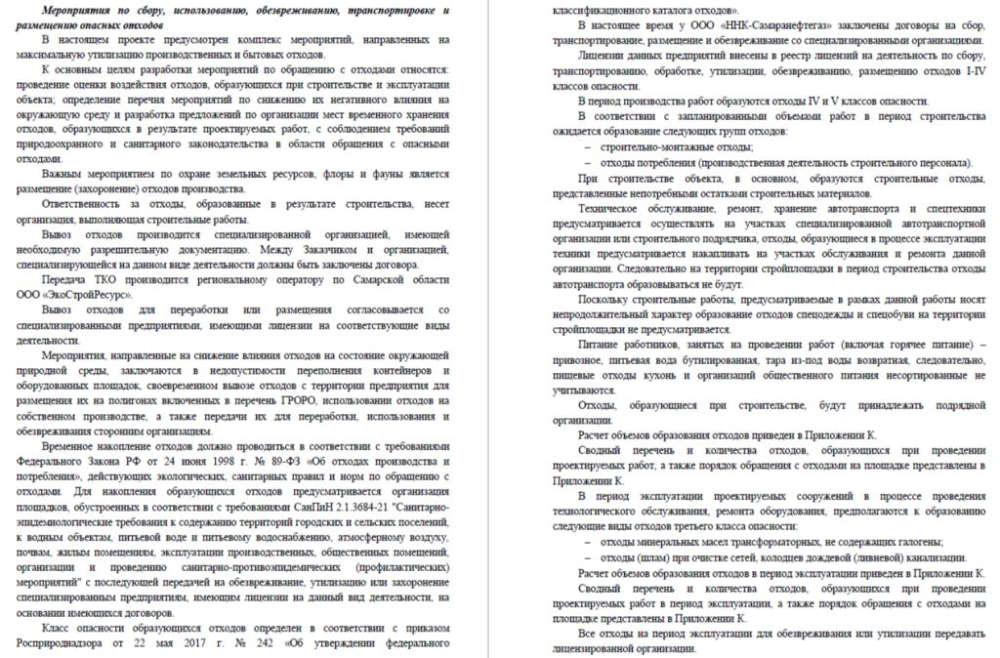 Мероприятия по сбору, использованию, обезвреживанию, транспортировке и
размещению опасных отходов
В настоящем проекте предусмотрен комплекс мероприятий, направленных на
максимальную утилизацию производственных и бытовых отходов.
К основным целям разработки мероприятий по обращению с отходами относятся:
проведение оценки воздействия отходов, образующихся при строительстве и эксплуатации
объекта; определение перечня мероприятий по снижению их негативного влияния на
окружающую среду и разработка предложений по организации мест временного хранения
отходов, образующихся в результате проектируемых работ, с соблюдением требований
природоохранного и санитарного законодательства в области обращения с опасными
отходами.
Важным мероприятием по охране земельных ресурсов, флоры и фауны является
размещение (захоронение) отходов производства.
Ответственность за отходы, образованные в результате строительства, несет
организация, выполняющая строительные работы.
Вывоз отходов производится специализированной организацией, имеющей
необходимую разрешительную документацию. Между Заказчиком и организацией,
специализирующейся на данном виде деятельности должны быть заключены договора.
Передача ТКО производится региональному оператору по Самарской области
ООО «ЭкоСтройРесурс».
Вывоз отходов для переработки или размещения согласовывается со
специализированными предприятиями, имеющими лицензии на соответствующие виды
деятельности.
Мероприятия, направленные на снижение влияния отходов на состояние окружающей
природной среды, заключаются в недопустимости переполнения контейнеров и
оборудованных площадок, своевременном вывозе отходов с территории предприятия для
размещения их на полигонах включенных в перечень ГРОРО, использовании отходов на
собственном производстве, а также передачи их для переработки, использования и
обезвреживания сторонним организациям.
Временное накопление отходов должно проводиться в соответствии с требованиями
Федерального Закона РФ от 24 июня 1998 г. № 89-ФЗ «Об отходах производства и
потребления», действующих экологических, санитарных правил и норм по обращению с
отходами. Для накопления образующихся отходов предусматривается организация
площадок, обустроенных в соответствии с требованиями СанПиН 2.1.3684-21 "Санитарно-
эпидемиологические требования к содержанию территорий городских и сельских поселений,
к водным объектам, питьевой воде и питьевому водоснабжению, атмосферному воздуху,
почвам, жилым помещениям, эксплуатации производственных, общественных помещений,
организации и проведению санитарно-противоэпидемических (профилактических)
мероприятий" с последующей передачей на обезвреживание, утилизацию или захоронение
специализированным предприятиям, имеющим лицензии на данный вид деятельности, на
основании имеющихся договоров.
Класс опасности образующихся отходов определен в соответствии с приказом
Росприроднадзора от 22 мая 2017 г. № 242 «Об утверждении федерального
классификационного каталога отходов».
В настоящее время у ООО «ННК-Самаранефтегаз» заключены договоры на сбор,
транспортирование, размещение и обезвреживание со специализированными организациями.
Лицензии данных предприятий внесены в реестр лицензий на деятельность по сбору,
транспортированию, обработке, утилизации, обезвреживанию, размещению отходов I-IV
классов опасности.
В период производства работ образуются отходы IV и V классов опасности.
В соответствии с запланированными объемами работ в период строительства
ожидается образование следующих групп отходов:
– строительно-монтажные отходы;
– отходы потребления (производственная деятельность строительного персонала).
При строительстве объекта, в основном, образуются строительные отходы,
представленные непотребными остатками строительных материалов.
Техническое обслуживание, ремонт, хранение автотранспорта и спецтехники
предусматривается осуществлять на участках специализированной автотранспортной
организации или строительного подрядчика, отходы, образующиеся в процессе эксплуатации
техники предусматривается накапливать на участках обслуживания и ремонта данной
организации. Следовательно на территории стройплощадки в период строительства отходы
автотранспорта образовываться не будут.
Поскольку строительные работы, предусматриваемые в рамках данной работы носят
непродолжительный характер образование отходов спецодежды и спецобуви на территории
стройплощадки не предусматривается.
Питание работников, занятых на проведении работ (включая горячее питание) –
привозное, питьевая вода бутилированная, тара из-под воды возвратная, следовательно,
пищевые отходы кухонь и организаций общественного питания несортированные не
учитываются.
Отходы, образующиеся при строительстве, будут принадлежать подрядной
организации.
Расчет объемов образования отходов приведен в Приложении К.
Сводный перечень и количества отходов, образующихся при проведении
проектируемых работ, а также порядок обращения с отходами на площадке представлены в
Приложении К.
В период эксплуатации проектируемых сооружений в процессе проведения
технологического обслуживания, ремонта оборудования, предполагаются к образованию
следующие виды отходов третьего класса опасности:
– отходы минеральных масел трансформаторных, не содержащих галогены;
– отходы (шлам) при очистке сетей, колодцев дождевой (ливневой) канализации.
Расчет объемов образования отходов в период эксплуатации приведен в Приложении К.
Сводный перечень и количества отходов, образующихся при проведении
проектируемых работ в период эксплуатации, а также порядок обращения с отходами на
площадке представлены в Приложении К.
Все отходы на период эксплуатации для обезвреживания или утилизации передавать
лицензированной организации.